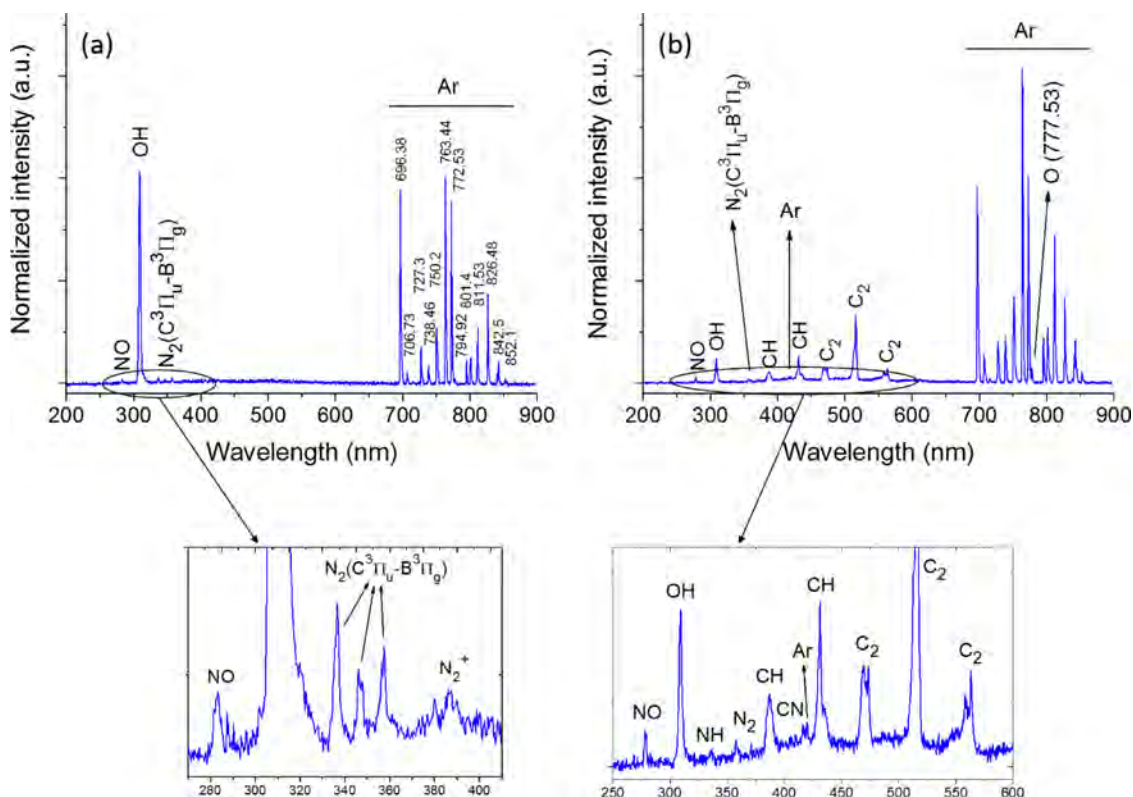 (a)
Ar
Normalized intensity (a.u.)
OH
NO
N₂(C³Πᵤ-B³Π_g)
696.38
706.73
727.3
738.46
750.2
763.44
772.53
794.92
801.4
811.53
826.48
842.5
852.1
200 300 400 500 600 700 800 900
Wavelength (nm)
(b)
Ar
Normalized intensity (a.u.)
N₂(C³Πᵤ-B³Π_g)
Ar
O (777.53)
NO
OH
CH
CH
C₂
C₂
C₂
200 300 400 500 600 700 800 900
Wavelength (nm)
N₂(C³Πᵤ-B³Π_g)
NO
N₂⁺
280 300 320 340 360 380 400
OH
CH
C₂
Ar
C₂
C₂
CH
NO
NH
N₂
CN
250 300 350 400 450 500 550 600